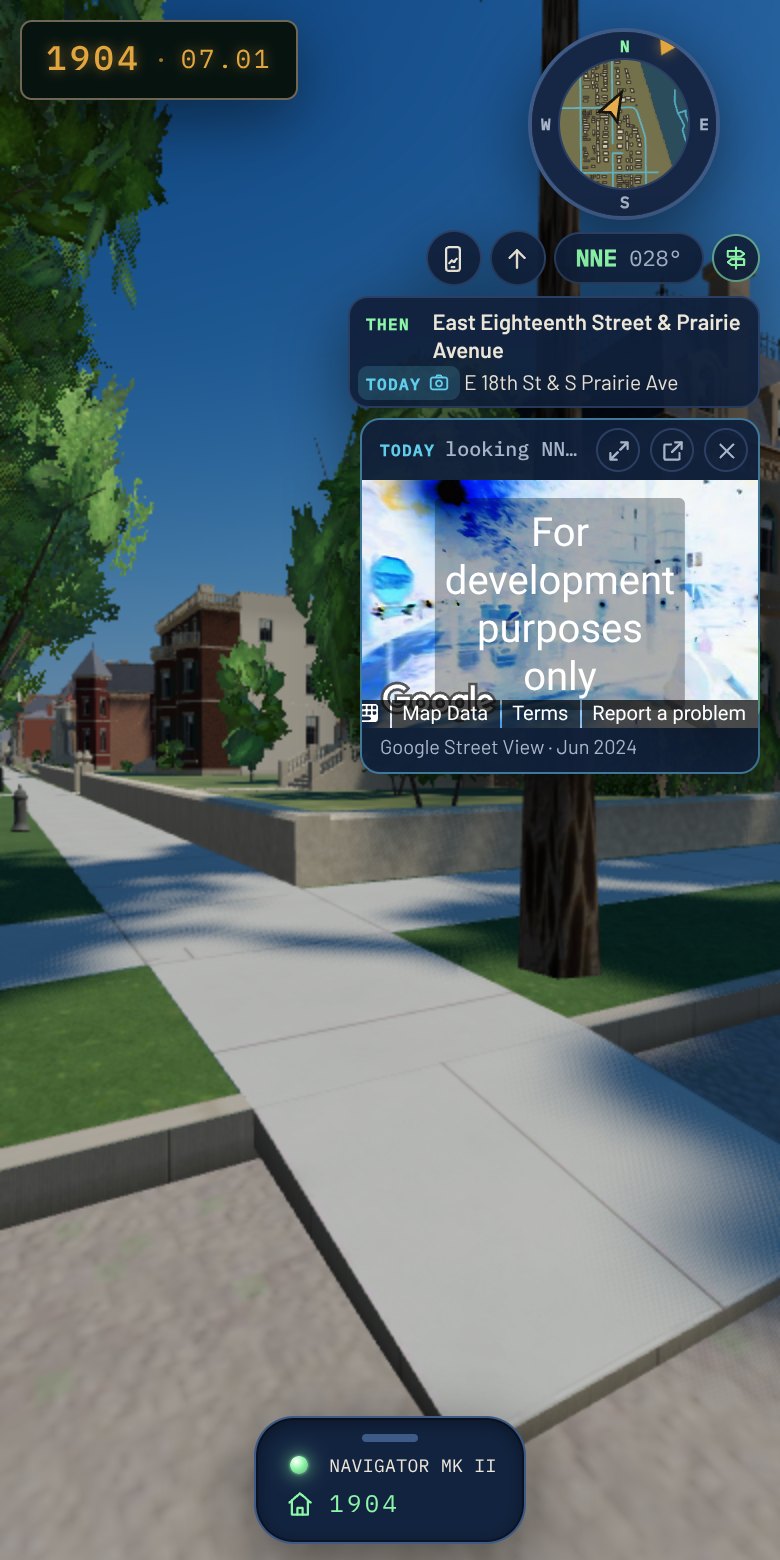 1904 · 07.01
N
W
E
S
NNE 028°
THEN East Eighteenth Street & Prairie
Avenue
TODAY E 18th St & S Prairie Ave
TODAY looking NN…
For
development
purposes
only
Google
Map Data
Terms
Report a problem
Google Street View · Jun 2024
NAVIGATOR MK II
1904